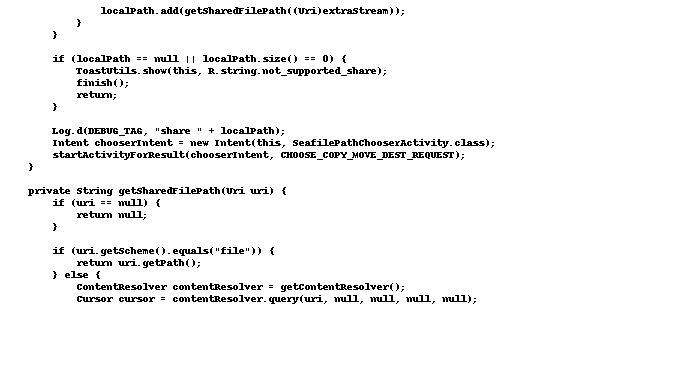 localPath.add(getSharedFilePath((Uri)extraStream));
}
}
if (localPath == null || localPath.size() == 0) {
ToastUtils.show(this, R.string.not_supported_share);
finish();
return;
}
Log.d(DEBUG_TAG, "share " + localPath);
Intent chooserIntent = new Intent(this, SeafilePathChooserActivity.class);
startActivityForResult(chooserIntent, CHOOSE_COPY_MOVE_DEST_REQUEST);
}
private String getSharedFilePath(Uri uri) {
if (uri == null) {
return null;
}
if (uri.getScheme().equals("file")) {
return uri.getPath();
} else {
ContentResolver contentResolver = getContentResolver();
Cursor cursor = contentResolver.query(uri, null, null, null, null);